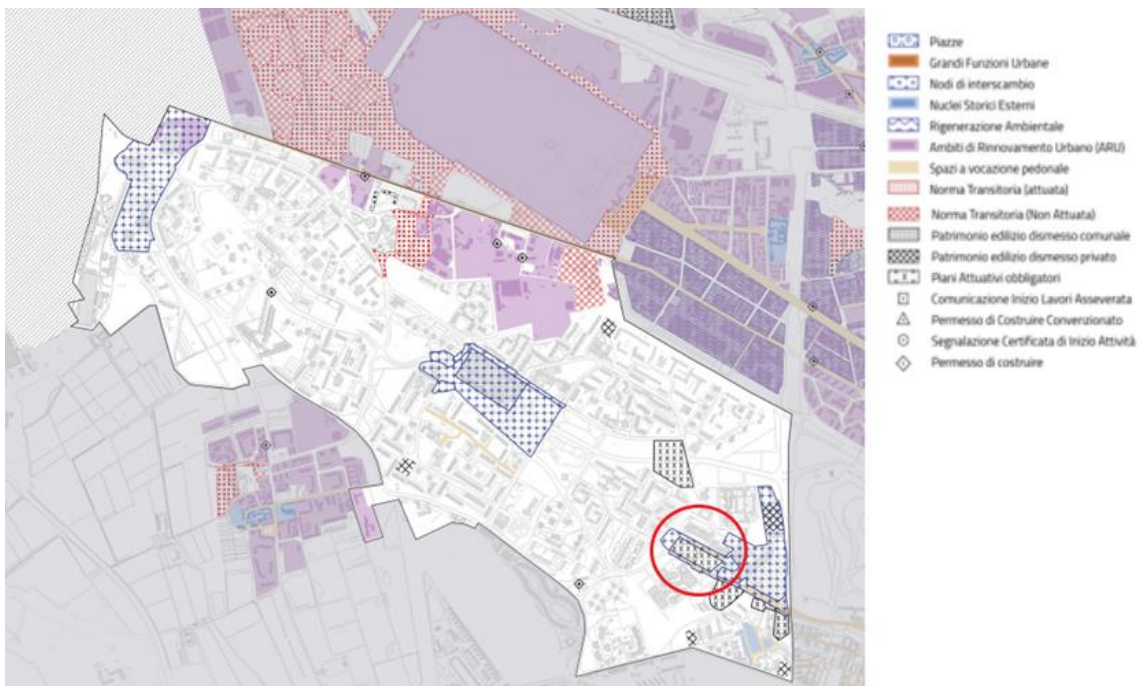 Piazze
Grandi Funzioni Urbane
Nodi di interscambio
Nuclei Storici Esterni
Rigenerazione Ambientale
Ambiti di Rinnovamento Urbano (ARU)
Spazi a vocazione pedonale
Norma Transitoria (attuata)
Norma Transitoria (Non Attuata)
Patrimonio edilizio dismesso comunale
Patrimonio edilizio dismesso privato
Piani Attuativi obbligatori
Comunicazione Inizio Lavori Asseverata
Permesso di Costruire Convenzionato
Segnalazione Certificata di Inizio Attività
Permesso di costruire